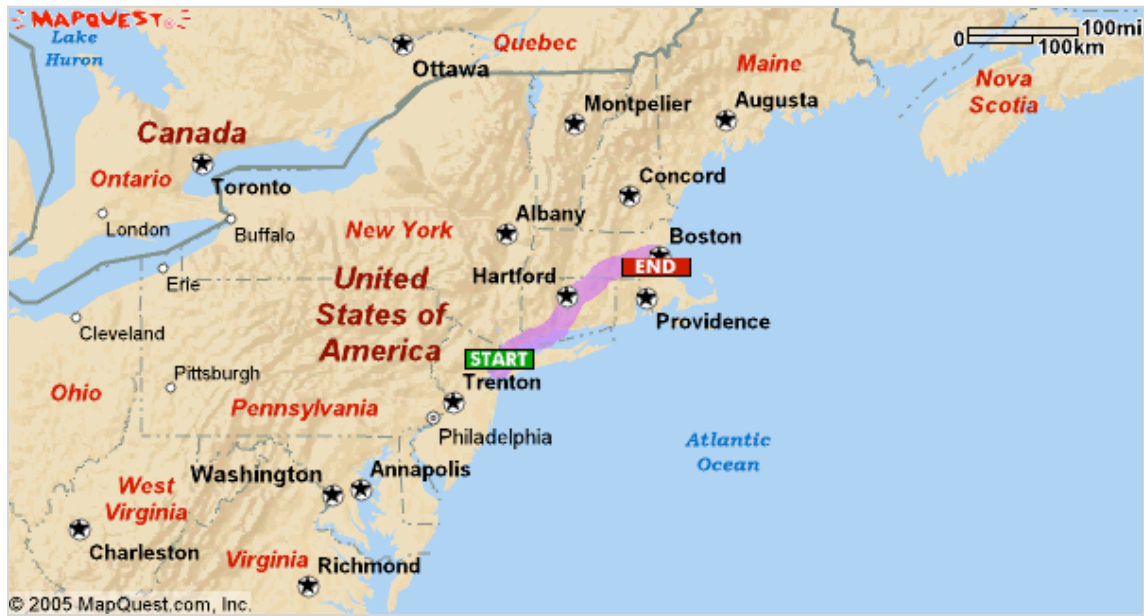 MAPQUEST
Lake
Huron
Ottawa
Quebec
Maine
0
100mi
100km
Nova
Scotia
Montpelier
Augusta
Canada
Toronto
Ontario
London
Buffalo
Concord
Albany
New York
Boston
END
Hartford
Providence
Erie
United
States of
America
Cleveland
START
Trenton
Pittsburgh
Ohio
Pennsylvania
Philadelphia
Atlantic
Ocean
Washington
Annapolis
West
Virginia
Charleston
Virginia
Richmond
© 2005 MapQuest.com, Inc.